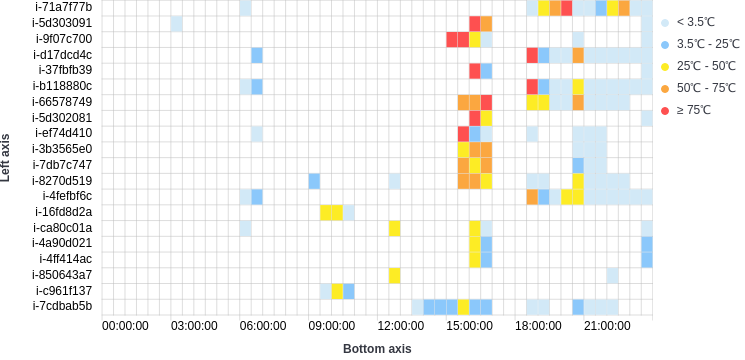 i-71a7f77b
i-5d303091
i-9f07c700
i-d17dcd4c
i-37fbfb39
i-b118880c
i-66578749
i-5d302081
i-ef74d410
i-3b3565e0
i-7db7c747
i-8270d519
i-4fefbf6c
i-16fd8d2a
i-ca80c01a
i-4a90d021
i-4ff414ac
i-850643a7
i-c961f137
i-7cdbab5b
Left axis
00:00:00 03:00:00 06:00:00 09:00:00 12:00:00 15:00:00 18:00:00 21:00:00
Bottom axis
< 3.5℃
3.5℃ - 25℃
25℃ - 50℃
50℃ - 75℃
≥ 75℃